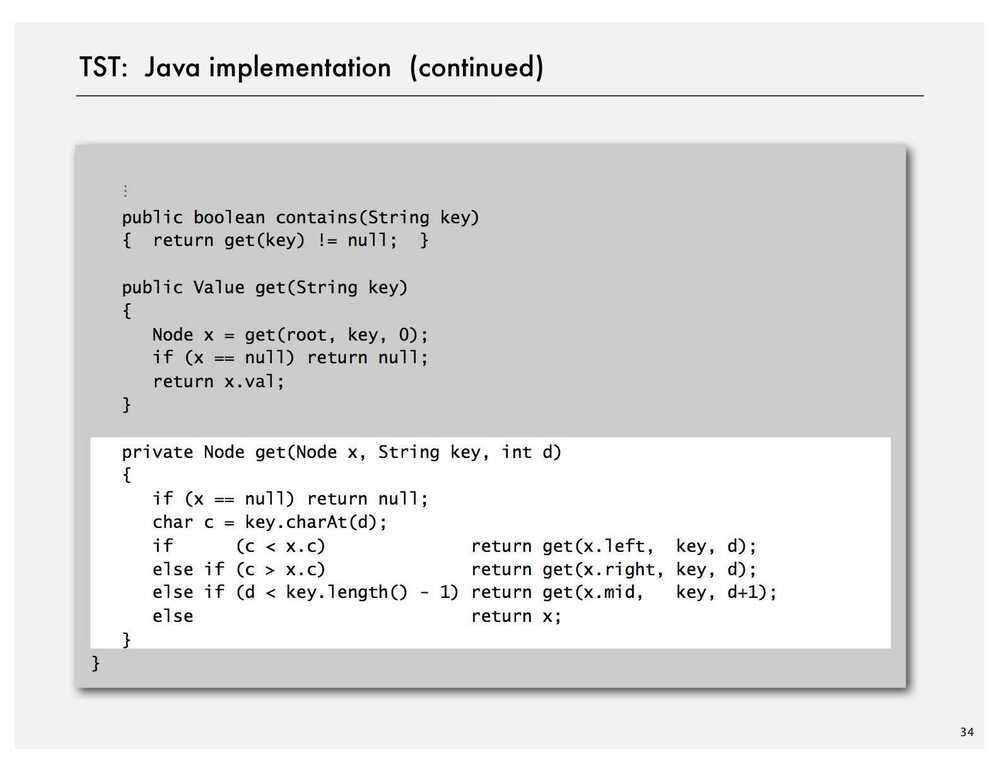 TST: Java implementation (continued)
⋮
public boolean contains(String key)
{ return get(key) != null; }
public Value get(String key)
{
Node x = get(root, key, 0);
if (x == null) return null;
return x.val;
}
private Node get(Node x, String key, int d)
{
if (x == null) return null;
char c = key.charAt(d);
if (c < x.c) return get(x.left, key, d);
else if (c > x.c) return get(x.right, key, d);
else if (d < key.length() - 1) return get(x.mid, key, d+1);
else return x;
}
}
34